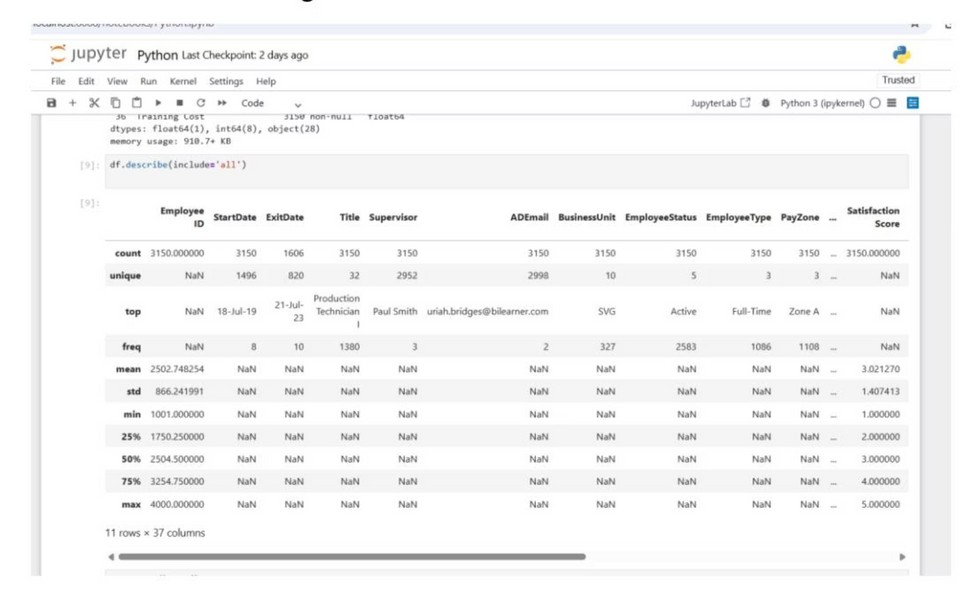 jupyter Python Last Checkpoint: 2 days ago
File Edit View Run Kernel Settings Help Trusted
Code JupyterLab Python 3 (ipykernel)
36 Training Cost 3150 non-null float64
dtypes: float64(1), int64(8), object(28)
memory usage: 910.7+ KB
[9]: df.describe(include='all')
[9]:
Employee ID StartDate ExitDate Title Supervisor ADEmail BusinessUnit EmployeeStatus EmployeeType PayZone ... Satisfaction Score
count 3150.000000 3150 1606 3150 3150 3150 3150 3150 3150 3150 ... 3150.000000
unique NaN 1496 820 32 2952 2998 10 5 3 3 ... NaN
top NaN 18-Jul-19 21-Jul-23 Production Technician I Paul Smith uriah.bridges@bilearner.com SVG Active Full-Time Zone A ... NaN
freq NaN 8 10 1380 3 2 327 2583 1086 1108 ... NaN
mean 2502.748254 NaN NaN NaN NaN NaN NaN NaN NaN NaN ... 3.021270
std 866.241991 NaN NaN NaN NaN NaN NaN NaN NaN NaN ... 1.407413
min 1001.000000 NaN NaN NaN NaN NaN NaN NaN NaN NaN ... 1.000000
25% 1750.250000 NaN NaN NaN NaN NaN NaN NaN NaN NaN ... 2.000000
50% 2504.500000 NaN NaN NaN NaN NaN NaN NaN NaN NaN ... 3.000000
75% 3254.750000 NaN NaN NaN NaN NaN NaN NaN NaN NaN ... 4.000000
max 4000.000000 NaN NaN NaN NaN NaN NaN NaN NaN NaN ... 5.000000
11 rows × 37 columns